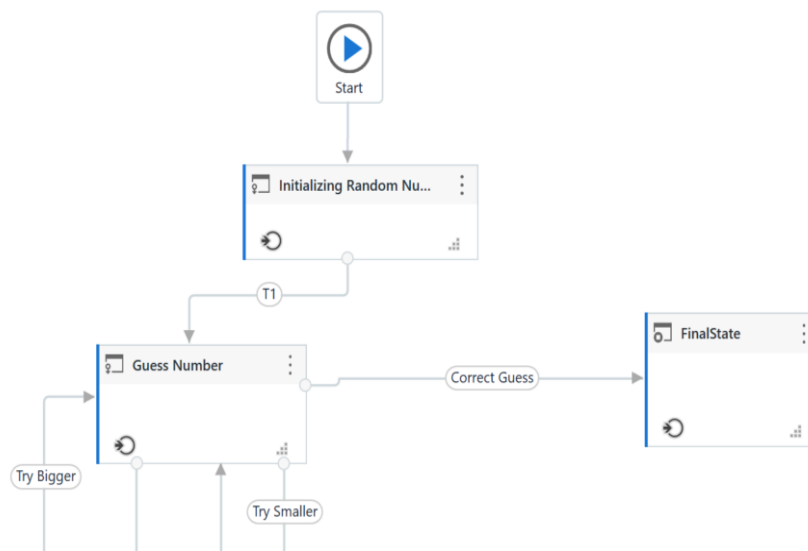 Start
Initializing Random Nu...
T1
Guess Number
FinalState
Correct Guess
Try Bigger
Try Smaller